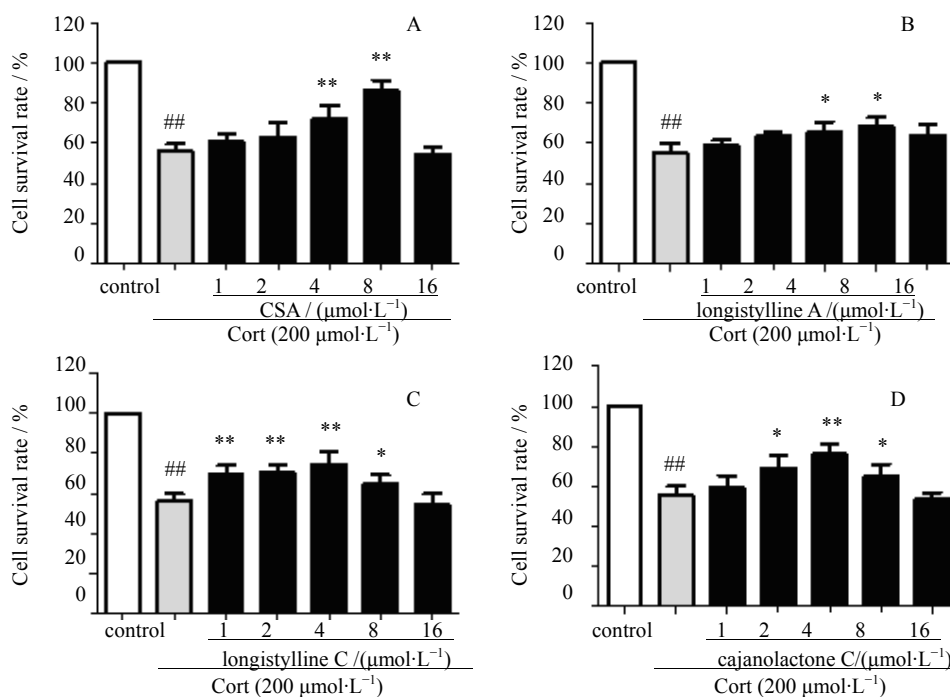 A
120
100
80
60
40
20
0
Cell survival rate / %
##
**
**
control
1 2 4 8 16
CSA / (μmol·L⁻¹)
Cort (200 μmol·L⁻¹)
B
120
100
80
60
40
20
0
Cell survival rate / %
##
*
*
control
1 2 4 8 16
longistylline A /(μmol·L⁻¹)
Cort (200 μmol·L⁻¹)
C
120
100
80
60
40
20
0
Cell survival rate / %
##
**
**
**
*
control
1 2 4 8 16
longistylline C /(μmol·L⁻¹)
Cort (200 μmol·L⁻¹)
D
120
100
80
60
40
20
0
Cell survival rate / %
##
*
**
*
control
1 2 4 8 16
cajanolactone C/(μmol·L⁻¹)
Cort (200 μmol·L⁻¹)